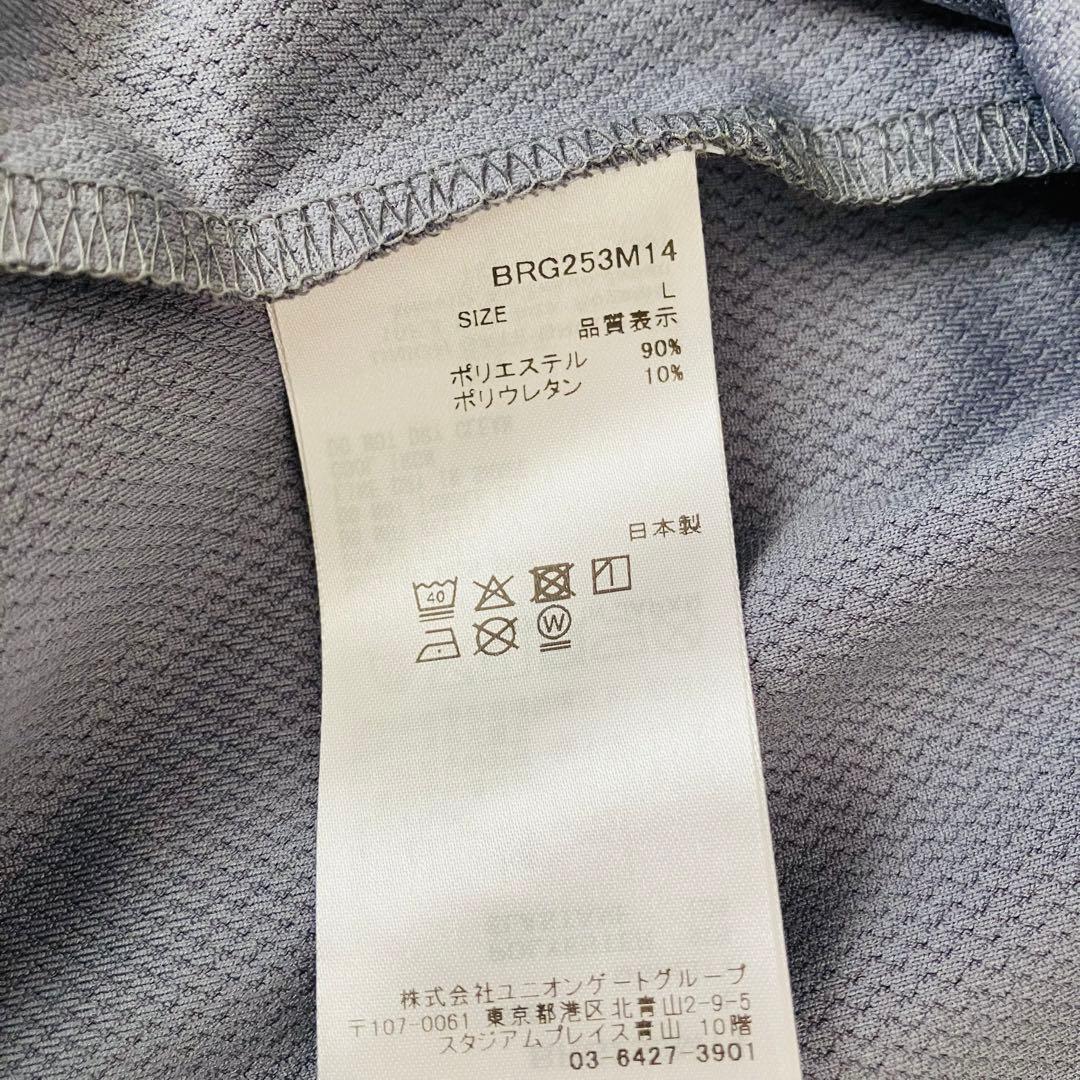 BRG253M14
SIZE L
品質表示
ポリエステル 90%
ポリウレタン 10%
日本製
40
W
株式会社ユニオンゲートグループ
〒107-0061 東京都港区北青山2-9-5
スタジアムプレイス青山 10階
03-6427-3901